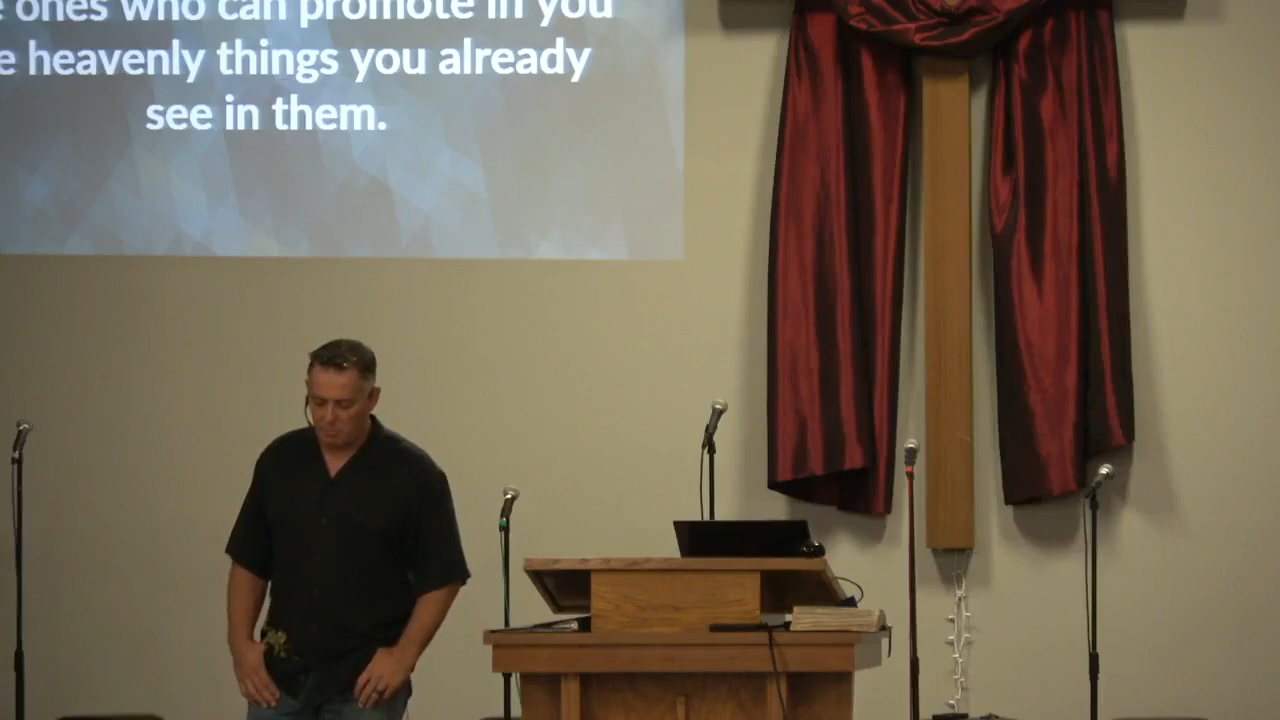 ones who can promote in you
heavenly things you already
see in them.